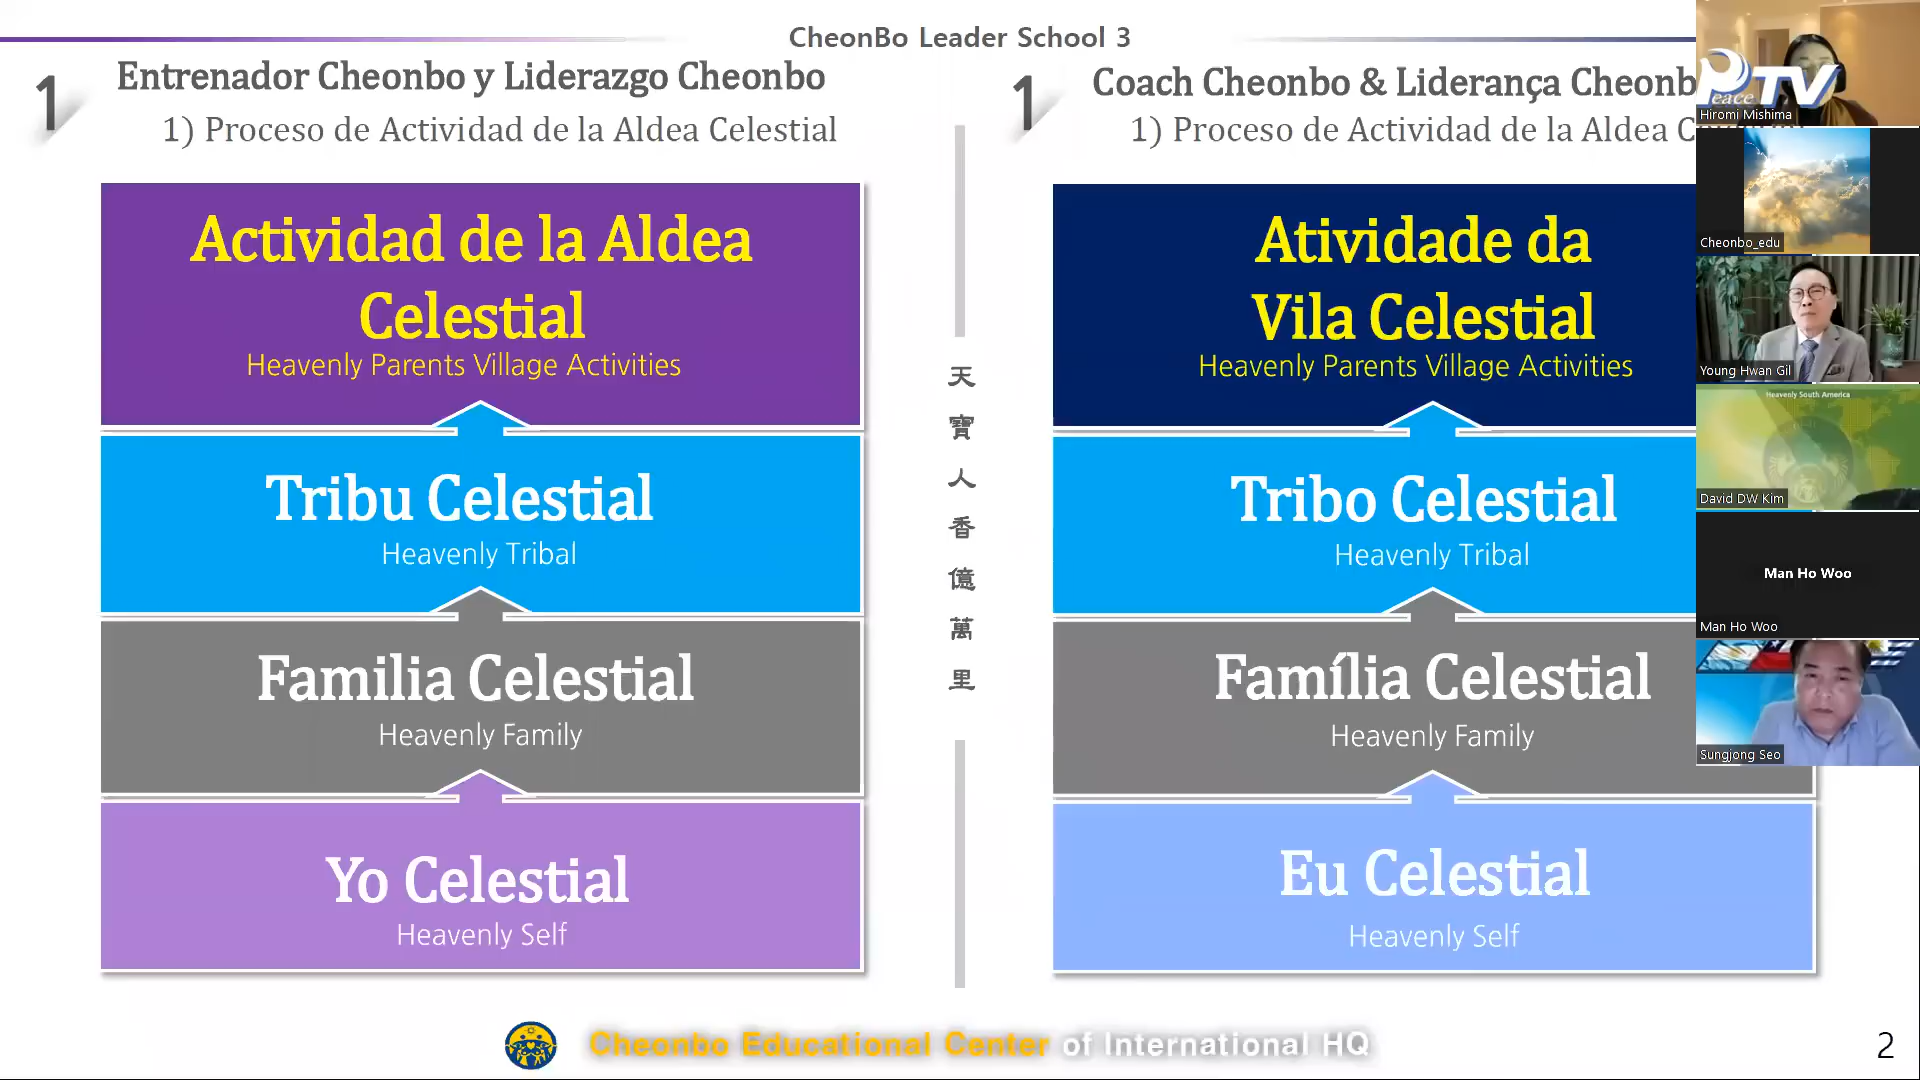 CheonBo Leader School 3
1
Entrenador Cheonbo y Liderazgo Cheonbo
1) Proceso de Actividad de la Aldea Celestial
Actividad de la Aldea
Celestial
Heavenly Parents Village Activities
Tribu Celestial
Heavenly Tribal
Familia Celestial
Heavenly Family
Yo Celestial
Heavenly Self
天
寶
人
香
億
萬
里
1
Coach Cheonbo & Liderança Cheonb
1) Proceso de Actividad de la Aldea C
Atividade da
Vila Celestial
Heavenly Parents Village Activities
Tribo Celestial
Heavenly Tribal
Família Celestial
Heavenly Family
Eu Celestial
Heavenly Self
Peace TV
Hiromi Mishima
Cheonbo_edu
Young Hwan Gil
Heavenly South America
David DW Kim
Man Ho Woo
Man Ho Woo
Sungjong Seo
Cheonbo Educational Center of International HQ
2